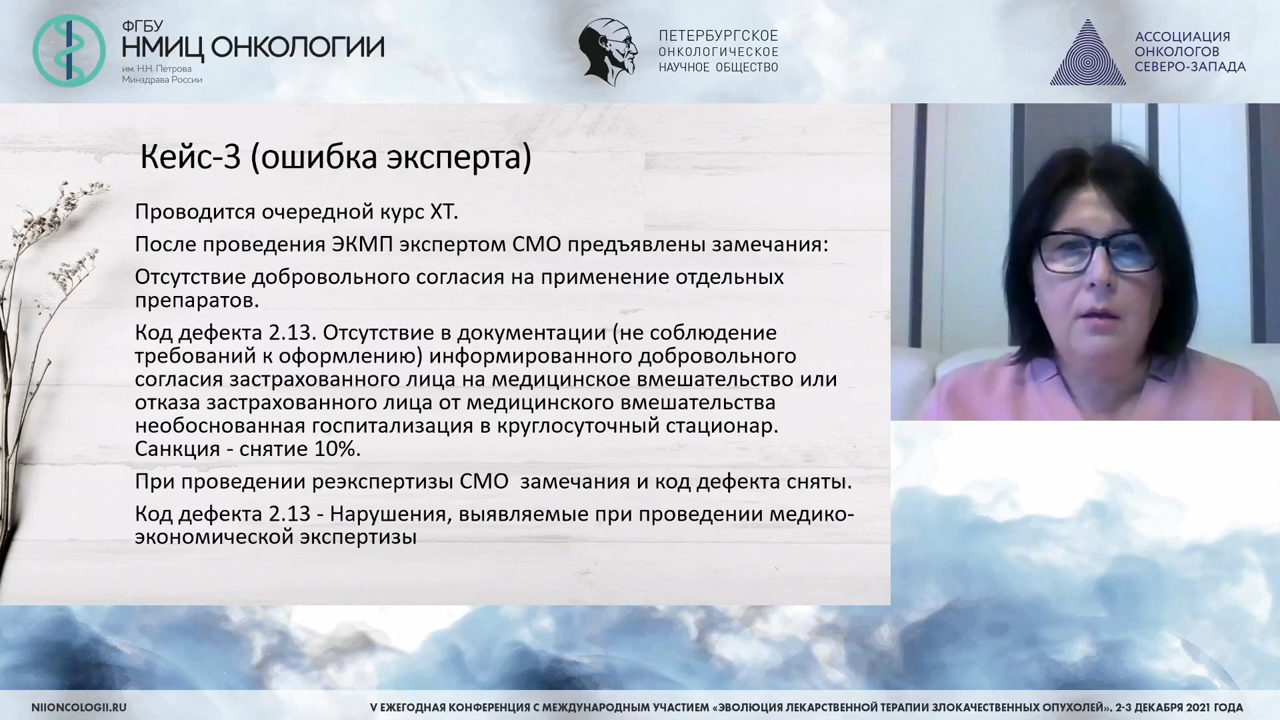 ФГБУ
НМИЦ ОНКОЛОГИИ
им. Н.Н. Петрова
Минздрава России
ПЕТЕРБУРГСКОЕ
ОНКОЛОГИЧЕСКОЕ
НАУЧНОЕ ОБЩЕСТВО
АССОЦИАЦИЯ
ОНКОЛОГОВ
СЕВЕРО-ЗАПАДА
Кейс-3 (ошибка эксперта)
Проводится очередной курс ХТ.
После проведения ЭКМП экспертом СМО предъявлены замечания:
Отсутствие добровольного согласия на применение отдельных
препаратов.
Код дефекта 2.13. Отсутствие в документации (не соблюдение
требований к оформлению) информированного добровольного
согласия застрахованного лица на медицинское вмешательство или
отказа застрахованного лица от медицинского вмешательства
необоснованная госпитализация в круглосуточный стационар.
Санкция - снятие 10%.
При проведении реэкспертизы СМО  замечания и код дефекта сняты.
Код дефекта 2.13 - Нарушения, выявляемые при проведении медико-
экономической экспертизы
NIIONCOLOGII.RU
V ЕЖЕГОДНАЯ КОНФЕРЕНЦИЯ С МЕЖДУНАРОДНЫМ УЧАСТИЕМ «ЭВОЛЮЦИЯ ЛЕКАРСТВЕННОЙ ТЕРАПИИ ЗЛОКАЧЕСТВЕННЫХ ОПУХОЛЕЙ». 2-3 ДЕКАБРЯ 2021 ГОДА